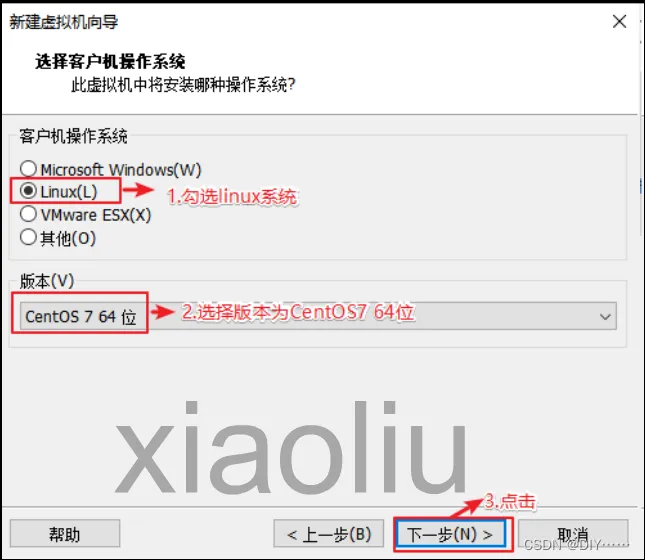 新建虚拟机向导
选择客户机操作系统
此虚拟机中将安装哪种操作系统?
客户机操作系统
Microsoft Windows(W)
Linux(L) 1.勾选linux系统
VMware ESX(X)
其他(O)
版本(V)
CentOS 7 64 位 2.选择版本为CentOS7 64位
xiaoliu
3.点击
帮助 < 上一步(B) 下一步(N) > 取消
CSDN @DIY……